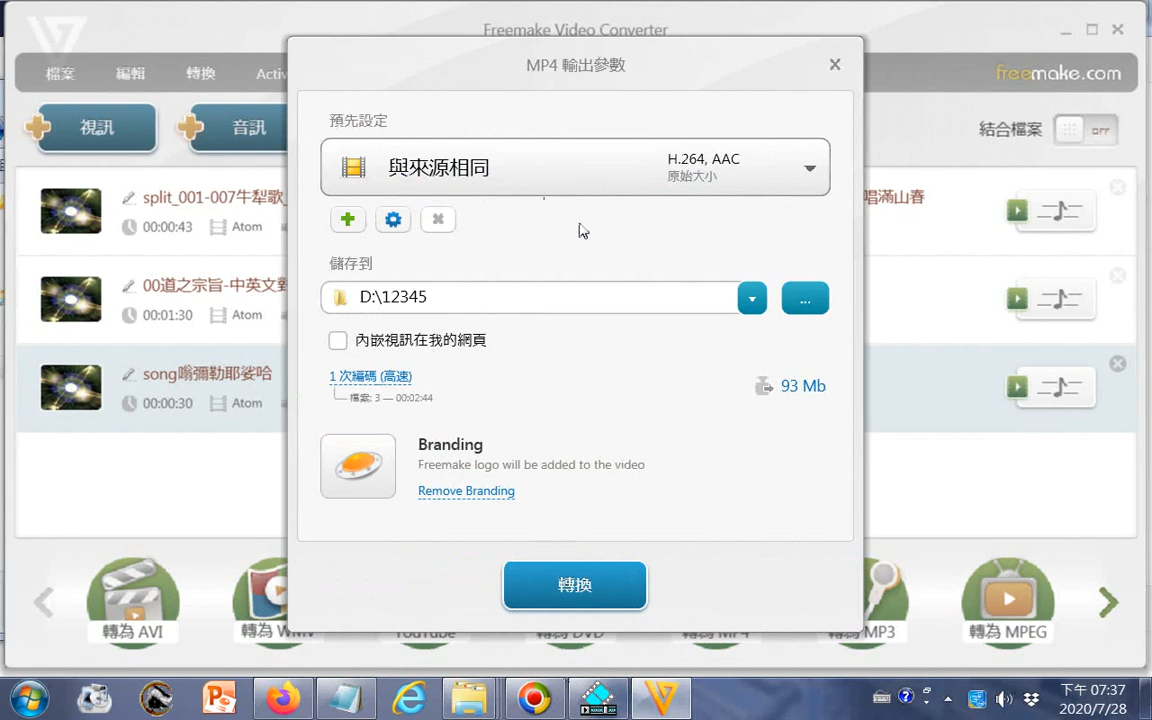 Freemake Video Converter
檔案 編輯 轉換
freemake.com
MP4 輸出參數
視訊 音訊
結合檔案 OFF
預先設定
與來源相同 H.264, AAC
原始大小
split_001-007牛犁歌_ 唱滿山春
00:00:43 Atom
00道之宗旨-中英文對
00:01:30 Atom
song嗡彌勒耶娑哈
00:00:30 Atom
儲存到
D:\12345 ...
內嵌視訊在我的網頁
1 次編碼 (高速)
檔案: 3 — 00:02:44
93 Mb
Branding
Freemake logo will be added to the video
Remove Branding
轉換
轉為 AVI 轉為 WMV YouTube 轉為 DVD 轉為 MP4 轉為 MP3 轉為 MPEG
下午 07:37
2020/7/28